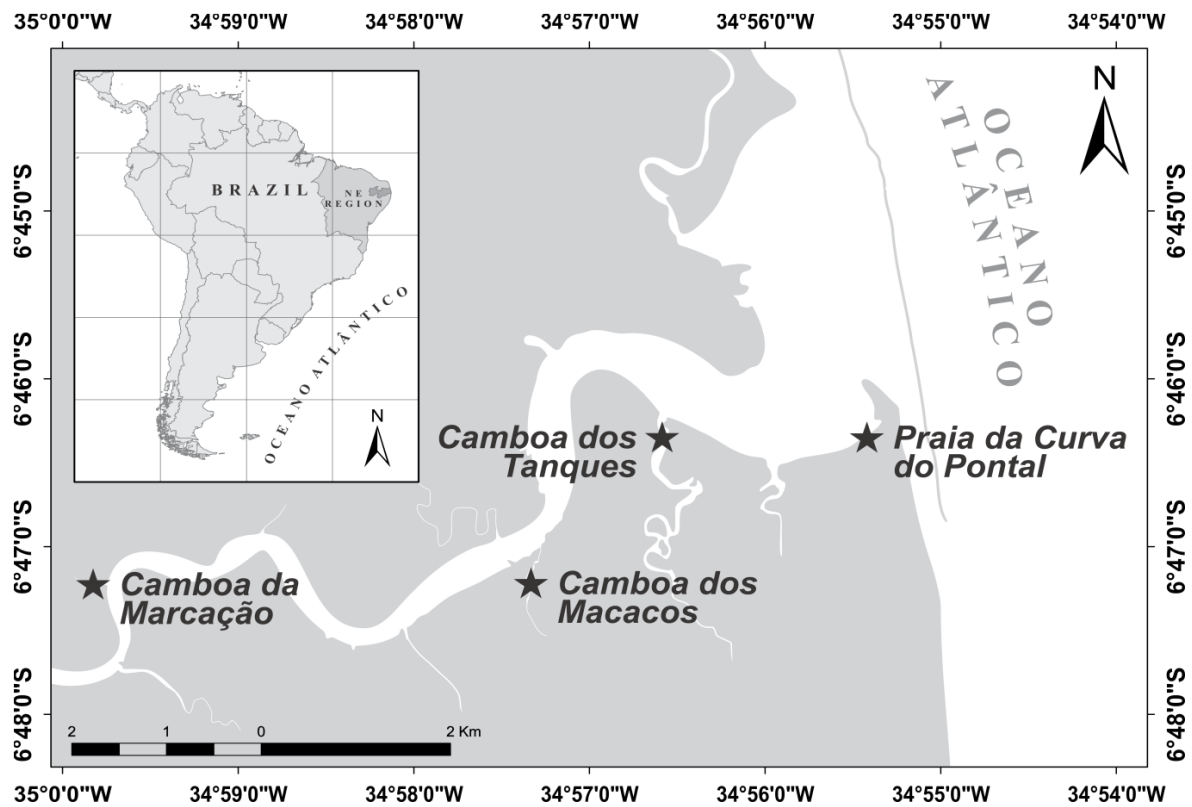 35°0'0"W 34°59'0"W 34°58'0"W 34°57'0"W 34°56'0"W 34°55'0"W 34°54'0"W
N
OCEANO
ATLÂNTICO
BRAZIL
NE
REGION
OCEANO ATLÂNTICO
N
6°45'0"S
6°46'0"S
6°47'0"S
6°48'0"S
6°45'0"S
6°46'0"S
6°47'0"S
6°48'0"S
Camboa dos
Tanques
Praia da Curva
do Pontal
Camboa da
Marcação
Camboa dos
Macacos
2 1 0 2 Km
35°0'0"W 34°59'0"W 34°58'0"W 34°57'0"W 34°56'0"W 34°55'0"W 34°54'0"W